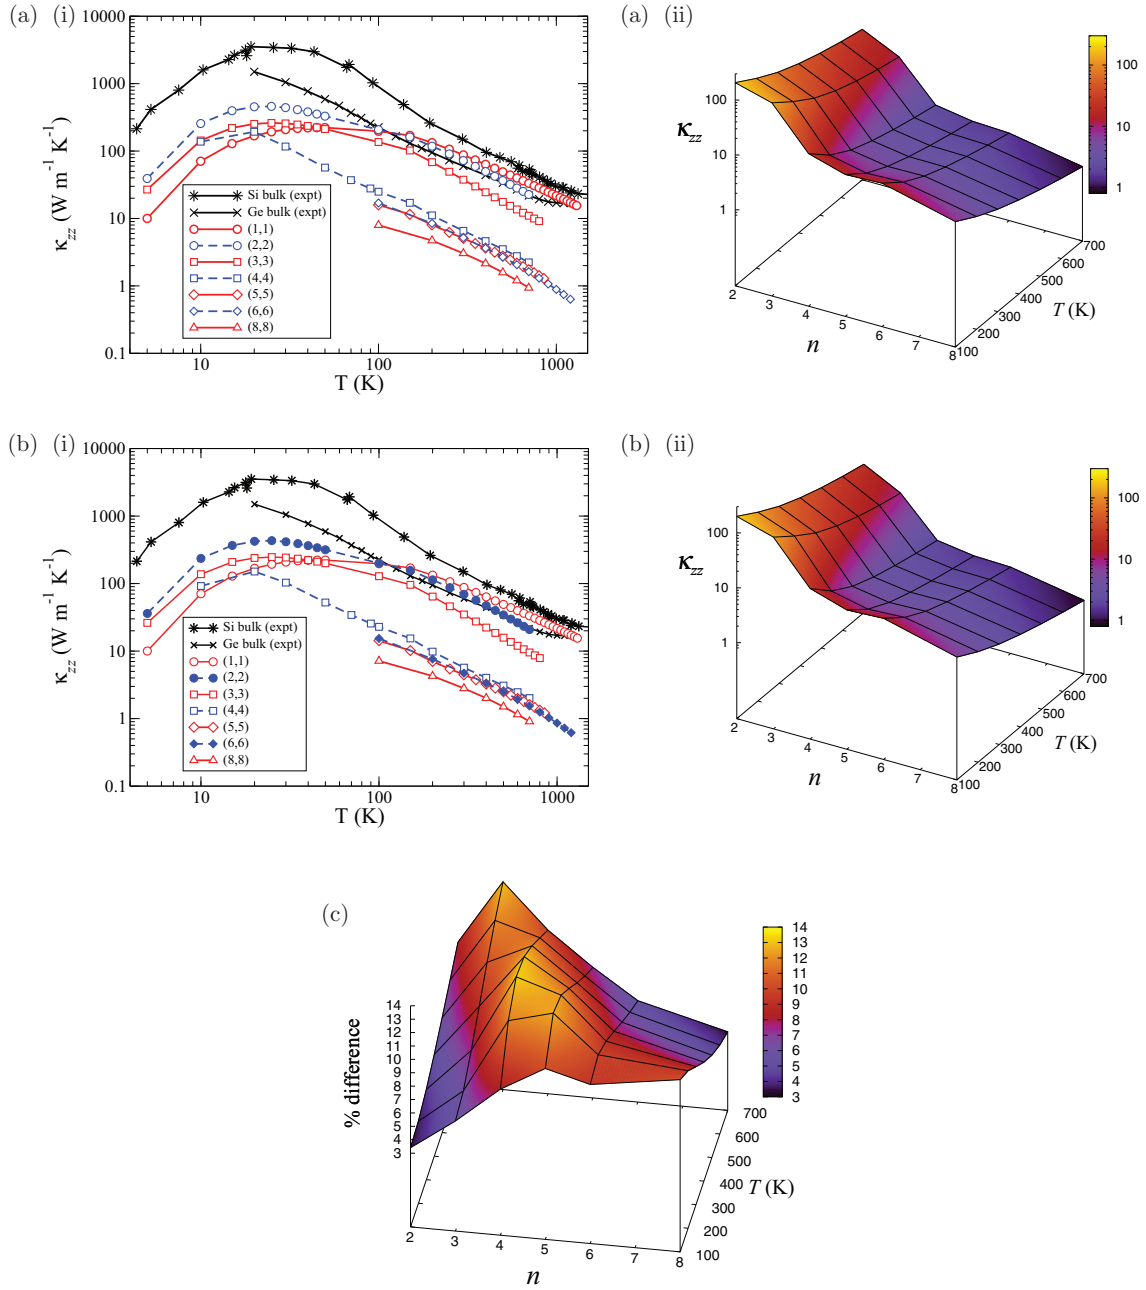 (a) (i)
10000
1000
100
10
1
0.1
κzz (W m⁻¹ K⁻¹)
Si bulk (expt)
Ge bulk (expt)
(1,1)
(2,2)
(3,3)
(4,4)
(5,5)
(6,6)
(8,8)
10 100 1000
T (K)
(a) (ii)
κzz
100
10
1
2 3 4 5 6 7 8
n
100 200 300 400 500 600 700
T (K)
100
10
1
(b) (i)
10000
1000
100
10
1
0.1
κzz (W m⁻¹ K⁻¹)
Si bulk (expt)
Ge bulk (expt)
(1,1)
(2,2)
(3,3)
(4,4)
(5,5)
(6,6)
(8,8)
10 100 1000
T (K)
(b) (ii)
κzz
100
10
1
2 3 4 5 6 7 8
n
100 200 300 400 500 600 700
T (K)
100
10
1
(c)
% difference
14
13
12
11
10
9
8
7
6
5
4
3
2 3 4 5 6 7 8
n
100 200 300 400 500 600 700
T (K)
14
13
12
11
10
9
8
7
6
5
4
3